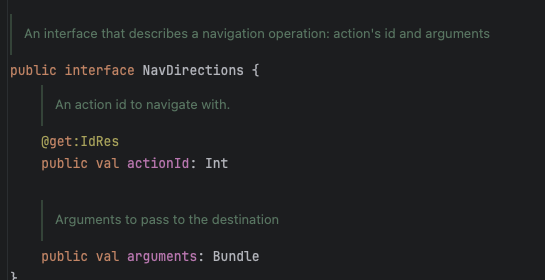 An interface that describes a navigation operation: action's id and arguments
public interface NavDirections {
An action id to navigate with.
@get:IdRes
public val actionId: Int
Arguments to pass to the destination
public val arguments: Bundle
}